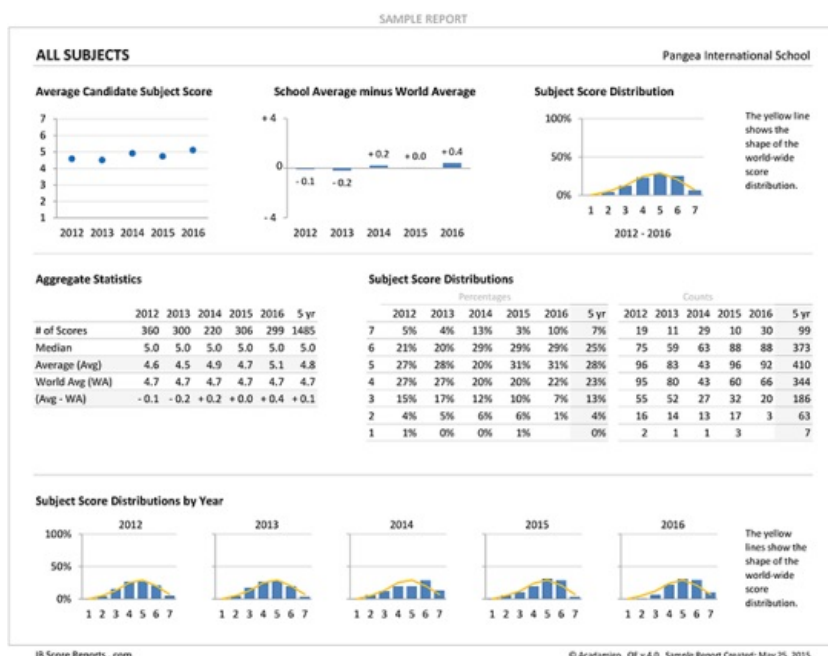 SAMPLE REPORT
ALL SUBJECTS
Pangea International School
Average Candidate Subject Score
7
6
5
4
3
2
1
2012 2013 2014 2015 2016
School Average minus World Average
+ 4
0
- 4
- 0.1 - 0.2 + 0.2 + 0.0 + 0.4
2012 2013 2014 2015 2016
Subject Score Distribution
100%
50%
0%
1 2 3 4 5 6 7
2012 - 2016
The yellow line
shows the
shape of the
world-wide
score
distribution.
Aggregate Statistics
2012 2013 2014 2015 2016 5 yr
# of Scores 360 300 220 306 299 1485
Median 5.0 5.0 5.0 5.0 5.0 5.0
Average (Avg) 4.6 4.5 4.9 4.7 5.1 4.8
World Avg (WA) 4.7 4.7 4.7 4.7 4.7 4.7
(Avg - WA) - 0.1 - 0.2 + 0.2 + 0.0 + 0.4 + 0.1
Subject Score Distributions
Percentages Counts
2012 2013 2014 2015 2016 5 yr 2012 2013 2014 2015 2016 5 yr
7 5% 4% 13% 3% 10% 7% 19 11 29 10 30 99
6 21% 20% 29% 29% 29% 25% 75 59 63 88 88 373
5 27% 28% 20% 31% 31% 28% 96 83 43 96 92 410
4 27% 27% 20% 20% 22% 23% 95 80 43 60 66 344
3 15% 17% 12% 10% 7% 13% 55 52 27 32 20 186
2 4% 5% 6% 6% 1% 4% 16 14 13 17 3 63
1 1% 0% 0% 1% 0% 2 1 1 3 7
Subject Score Distributions by Year
100%
50%
0%
2012
1 2 3 4 5 6 7
2013
1 2 3 4 5 6 7
2014
1 2 3 4 5 6 7
2015
1 2 3 4 5 6 7
2016
1 2 3 4 5 6 7
The yellow
lines show the
shape of the
world-wide
score
distribution.
IB Score Reports . com
© Academiro Sample Report Created: May 25, 2015